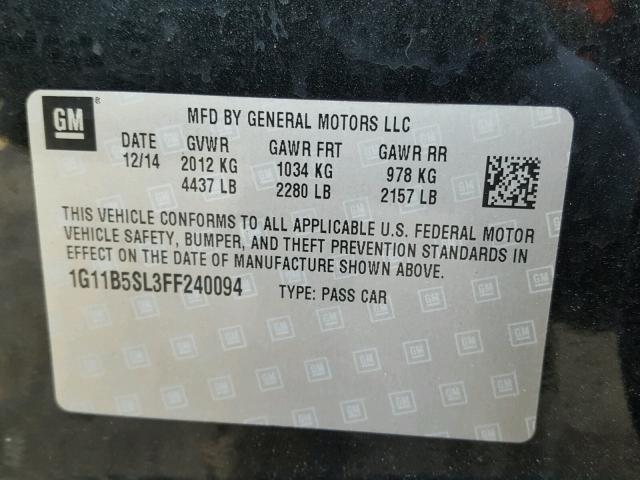 GM ® MFD BY GENERAL MOTORS LLC
DATE GVWR GAWR FRT GAWR RR
12/14 2012 KG 1034 KG 978 KG
4437 LB 2280 LB 2157 LB
THIS VEHICLE CONFORMS TO ALL APPLICABLE U.S. FEDERAL MOTOR
VEHICLE SAFETY, BUMPER, AND THEFT PREVENTION STANDARDS IN
EFFECT ON THE DATE OF MANUFACTURE SHOWN ABOVE.
1G11B5SL3FF240094 TYPE: PASS CAR